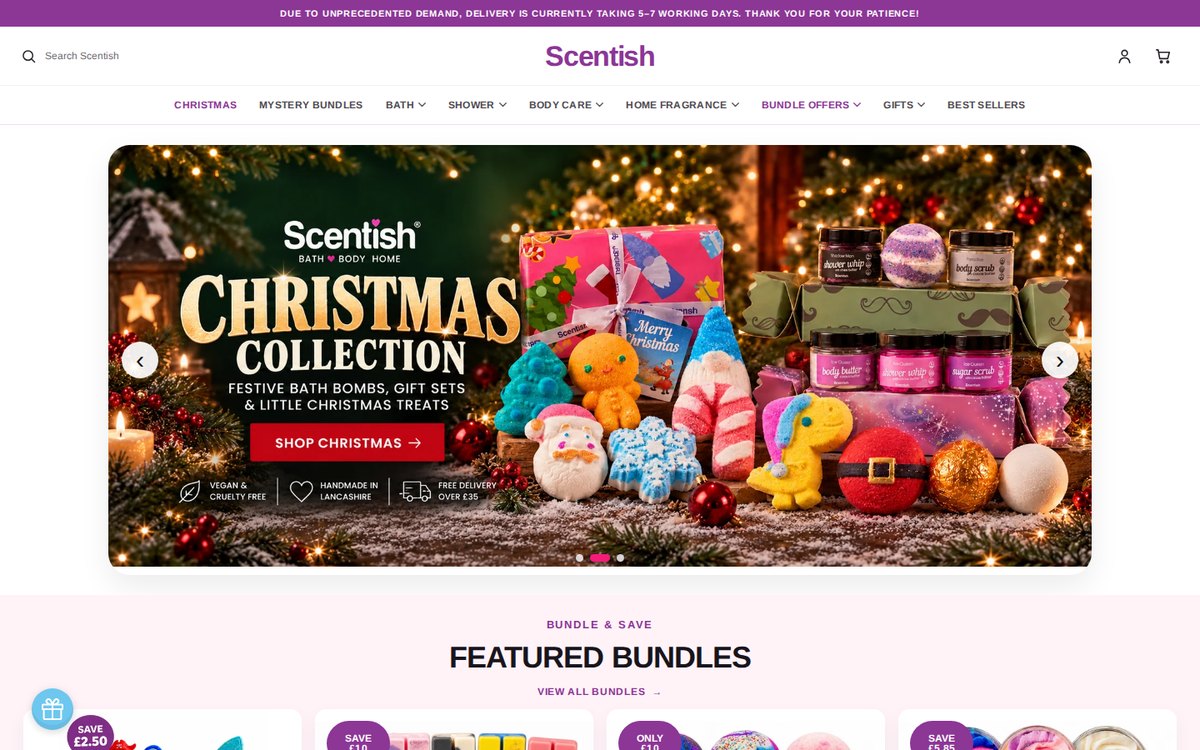 DUE TO UNPRECEDENTED DEMAND, DELIVERY IS CURRENTLY TAKING 5–7 WORKING DAYS. THANK YOU FOR YOUR PATIENCE!
Search Scentish
Scentish
CHRISTMAS
MYSTERY BUNDLES
BATH
SHOWER
BODY CARE
HOME FRAGRANCE
BUNDLE OFFERS
GIFTS
BEST SELLERS
Scentish®
BATH BODY HOME
CHRISTMAS
COLLECTION
FESTIVE BATH BOMBS, GIFT SETS
& LITTLE CHRISTMAS TREATS
SHOP CHRISTMAS →
VEGAN &
CRUELTY FREE
HANDMADE IN
LANCASHIRE
FREE DELIVERY
OVER £35
Merry
Christmas
shower whip
body scrub
body butter
shower whip
sugar scrub
BUNDLE & SAVE
FEATURED BUNDLES
VIEW ALL BUNDLES →
SAVE
£2.50
SAVE
£10
ONLY
£10
SAVE
£5.85